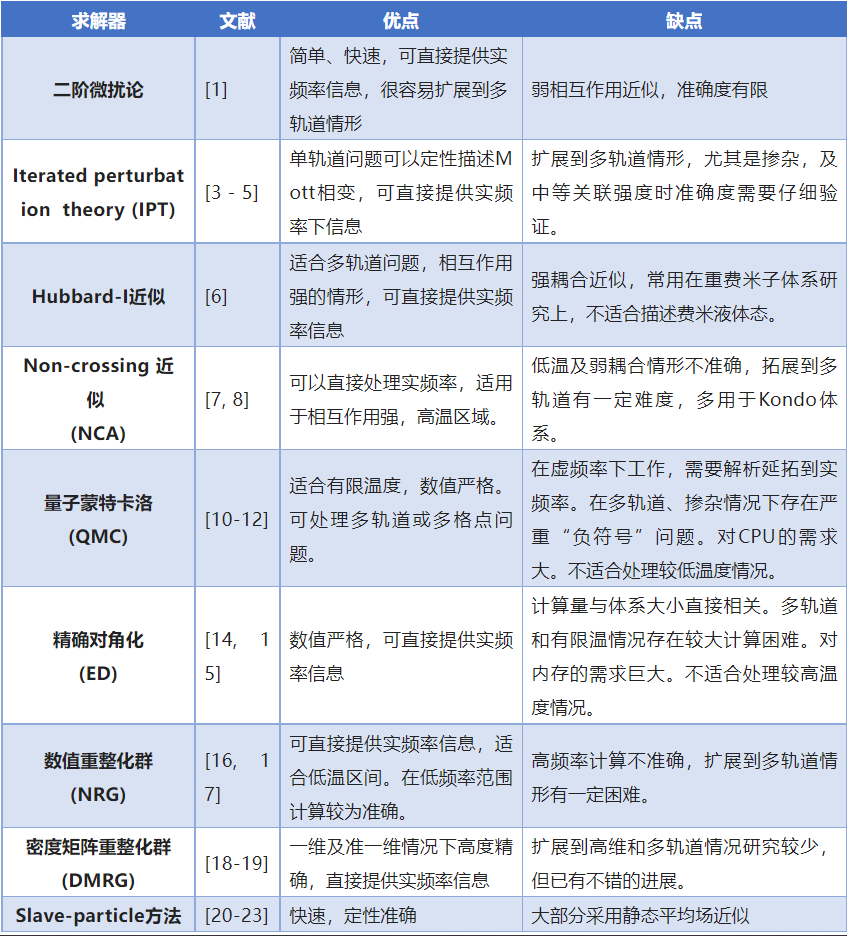 求解器 文献 优点 缺点
二阶微扰论
[1]
简单、快速，可直接提供实
频率信息，很容易扩展到多
轨道情形
弱相互作用近似，准确度有限
Iterated perturbat
ion theory (IPT)
[3 - 5]
单轨道问题可以定性描述M
ott相变，可直接提供实频
率下信息
扩展到多轨道情形，尤其是掺杂，及
中等关联强度时准确度需要仔细验
证。
Hubbard-I近似
[6]
适合多轨道问题，相互作用
强的情形，可直接提供实频
率信息
强耦合近似，常用在重费米子体系研
究上，不适合描述费米液体态。
Non-crossing 近
似
(NCA)
[7, 8]
可以直接处理实频率，适用
于相互作用强，高温区域。
低温及弱耦合情形不准确，拓展到多
轨道有一定难度，多用于Kondo体
系。
量子蒙特卡洛
(QMC)
[10-12]
适合有限温度，数值严格。
可处理多轨道或多格点问
题。
在虚频率下工作，需要解析延拓到实
频率。在多轨道、掺杂情况下存在严
重“负符号”问题。对CPU的需求
大。不适合处理较低温度情况。
精确对角化
(ED)
[14, 1
5]
数值严格，可直接提供实频
率信息
计算量与体系大小直接相关。多轨道
和有限温情况存在较大计算困难。对
内存的需求巨大。不适合处理较高温
度情况。
数值重整化群
(NRG)
[16, 1
7]
可直接提供实频率信息，适
合低温区间。在低频率范围
计算较为准确。
高频率计算不准确，扩展到多轨道情
形有一定困难。
密度矩阵重整化群
(DMRG)
[18-19]
一维及准一维情况下高度精
确，直接提供实频率信息
扩展到高维和多轨道情况研究较少，
但已有不错的进展。
Slave-particle方法
[20-23]
快速，定性准确
大部分采用静态平均场近似